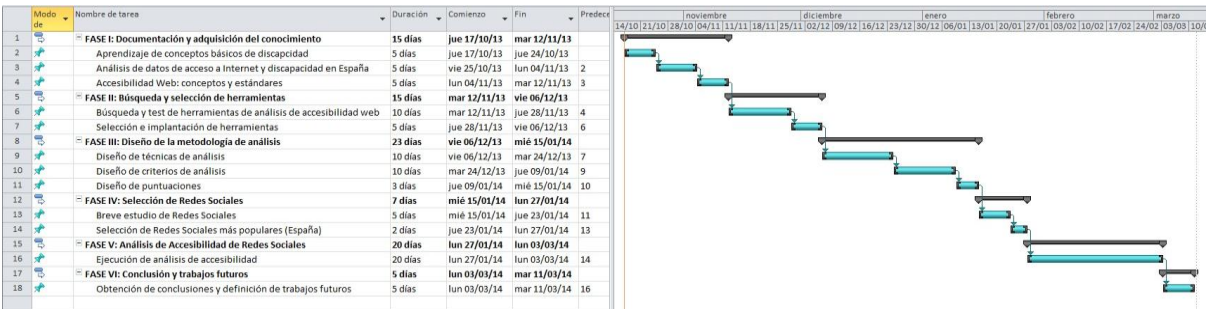 Modo de Nombre de tarea Duración Comienzo Fin Predece
noviembre diciembre enero febrero marzo
14/10 21/10 28/10 04/11 11/11 18/11 25/11 02/12 09/12 16/12 23/12 30/12 06/01 13/01 20/01 27/01 03/02 10/02 17/02 24/02 03/03 10/0
1 FASE I: Documentación y adquisición del conocimiento 15 días jue 17/10/13 mar 12/11/13
2 Aprendizaje de conceptos básicos de discapcidad 5 días jue 17/10/13 jue 24/10/13
3 Análisis de datos de acceso a Internet y discapacidad en España 5 días vie 25/10/13 lun 04/11/13 2
4 Accesibilidad Web: conceptos y estándares 5 días lun 04/11/13 mar 12/11/13 3
5 FASE II: Búsqueda y selección de herramientas 15 días mar 12/11/13 vie 06/12/13
6 Búsqueda y test de herramientas de análisis de accesibilidad web 10 días mar 12/11/13 jue 28/11/13 4
7 Selección e implantación de herramientas 5 días jue 28/11/13 vie 06/12/13 6
8 FASE III: Diseño de la metodología de análisis 23 días vie 06/12/13 mié 15/01/14
9 Diseño de técnicas de análisis 10 días vie 06/12/13 mar 24/12/13 7
10 Diseño de criterios de análisis 10 días mar 24/12/13 jue 09/01/14 9
11 Diseño de puntuaciones 3 días jue 09/01/14 mié 15/01/14 10
12 FASE IV: Selección de Redes Sociales 7 días mié 15/01/14 lun 27/01/14
13 Breve estudio de Redes Sociales 5 días mié 15/01/14 jue 23/01/14 11
14 Selección de Redes Sociales más populares (España) 2 días jue 23/01/14 lun 27/01/14 13
15 FASE V: Análisis de Accesibilidad de Redes Sociales 20 días lun 27/01/14 lun 03/03/14
16 Ejecución de análisis de accesibilidad 20 días lun 27/01/14 lun 03/03/14 14
17 FASE VI: Conclusión y trabajos futuros 5 días lun 03/03/14 mar 11/03/14
18 Obtención de conclusiones y definición de trabajos futuros 5 días lun 03/03/14 mar 11/03/14 16